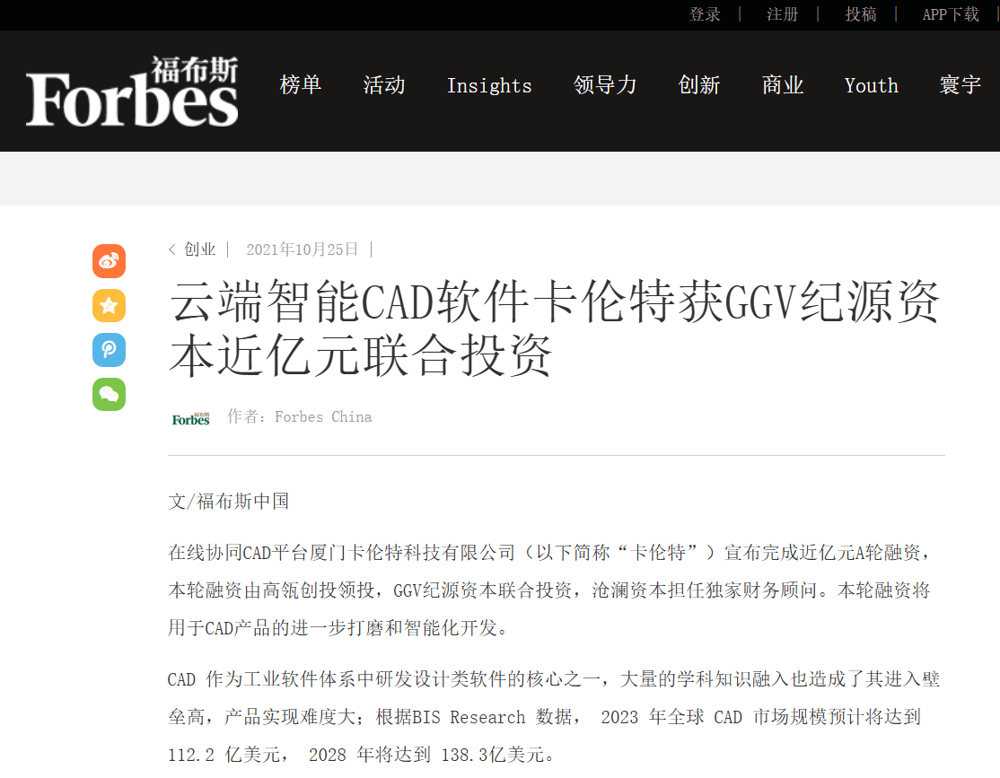 登录 | 注册 | 投稿 | APP下载 |
福布斯
Forbes
榜单 活动 Insights 领导力 创新 商业 Youth 寰宇
< 创业 | 2021年10月25日 |
云端智能CAD软件卡伦特获GGV纪源资
本近亿元联合投资
Forbes 福布斯 作者: Forbes China
文/福布斯中国
在线协同CAD平台厦门卡伦特科技有限公司（以下简称“卡伦特”）宣布完成近亿元A轮融资，
本轮融资由高瓴创投领投，GGV纪源资本联合投资，沧澜资本担任独家财务顾问。本轮融资将
用于CAD产品的进一步打磨和智能化开发。
CAD 作为工业软件体系中研发设计类软件的核心之一，大量的学科知识融入也造成了其进入壁
垒高，产品实现难度大；根据BIS Research 数据， 2023 年全球 CAD 市场规模预计将达到
112.2 亿美元， 2028 年将达到 138.3亿美元。